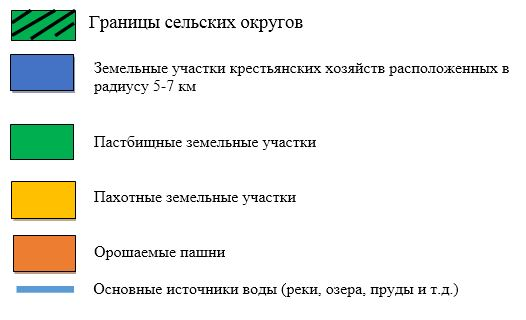 Границы сельских округов
Земельные участки крестьянских хозяйств расположенных в
радиусу 5-7 км
Пастбищные земельные участки
Пахотные земельные участки
Орошаемые пашни
Основные источники воды (реки, озера, пруды и т.д.)